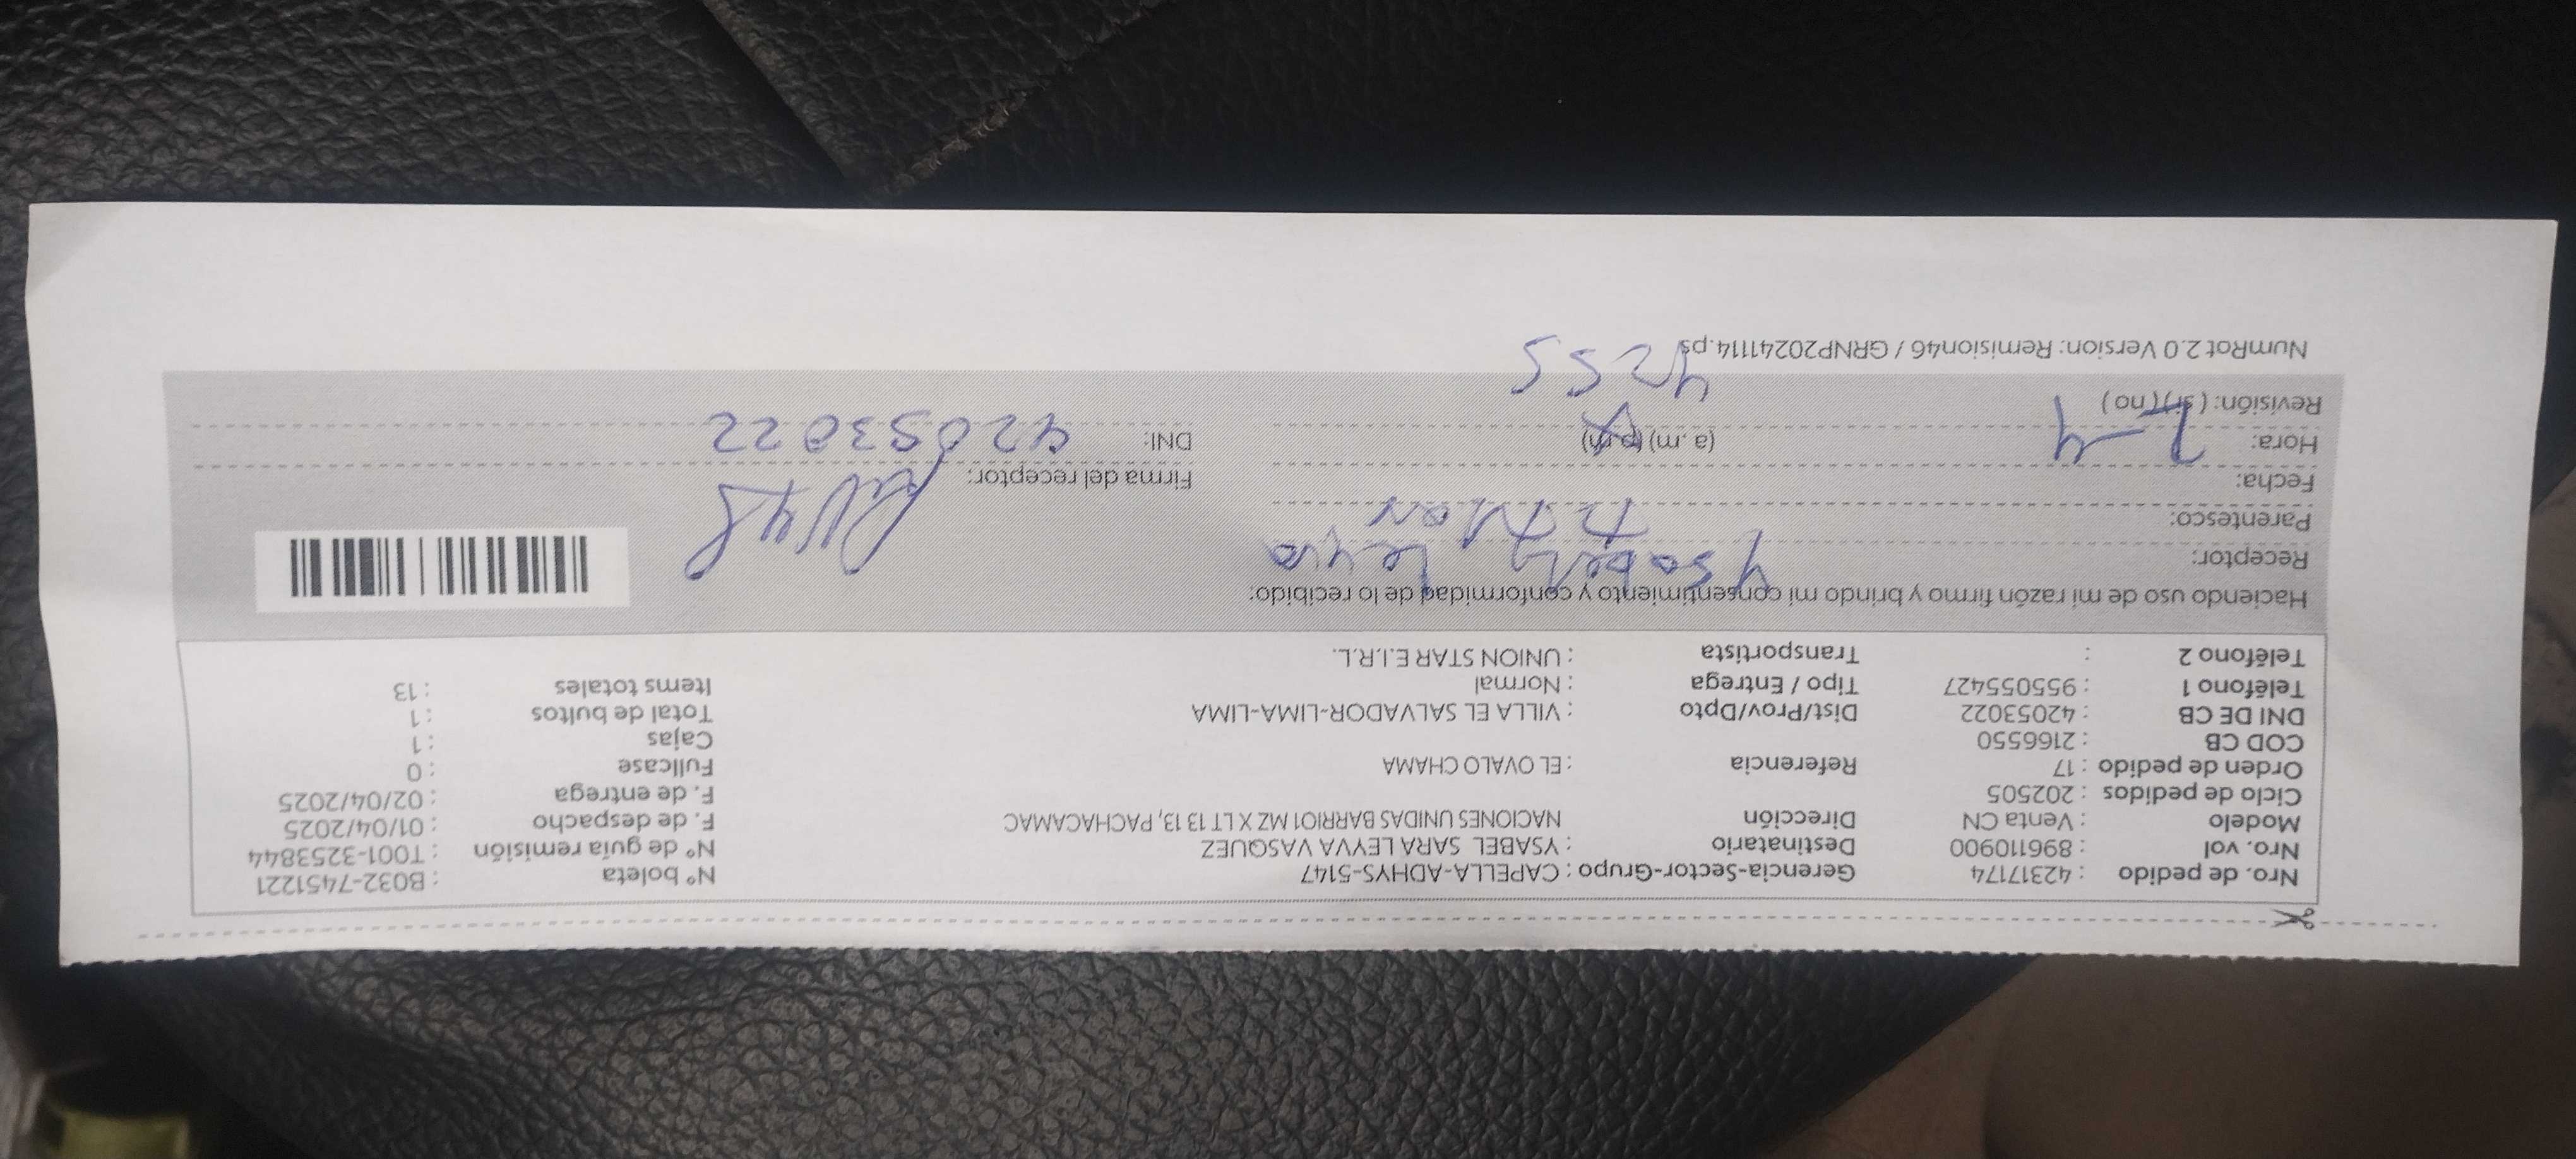 Nro. de pedido : 42317174 Gerencia-Sector-Grupo : CAPELLA-ADHYS-5147 N° boleta : B032-7451221
Nro. vol : 896110900 Destinatario : YSABEL SARA LEYVA VASQUEZ N° de guía remisión : T001-3253844
Modelo : Venta CN Dirección NACIONES UNIDAS BARRIO1 MZ X LT 13 13, PACHACAMAC F. de despacho : 01/04/2025
Ciclo de pedidos : 202505 F. de entrega : 02/04/2025
Orden de pedido : 17 Referencia : EL OVALO CHAMA Fullcase : 0
COD CB : 2166550 Cajas : 1
DNI DE CB : 42053022 Dist/Prov/Dpto : VILLA EL SALVADOR-LIMA-LIMA Total de bultos : 1
Teléfono 1 : 955055427 Tipo / Entrega : Normal Items totales : 13
Teléfono 2 : Transportista : UNION STAR E.I.R.L.
Haciendo uso de mi razón firmo y brindo mi consentimiento y conformidad de lo recibido:
Receptor: Ysabel Leyva
Parentesco: Titular
Fecha: Firma del receptor:
Hora: 2-4 (a. m) (p. m) DNI: 42053022
Revisión: ( si ) ( no )
4255
NumRot 2.0 Version: Remision46 / GRNP20241114.ps